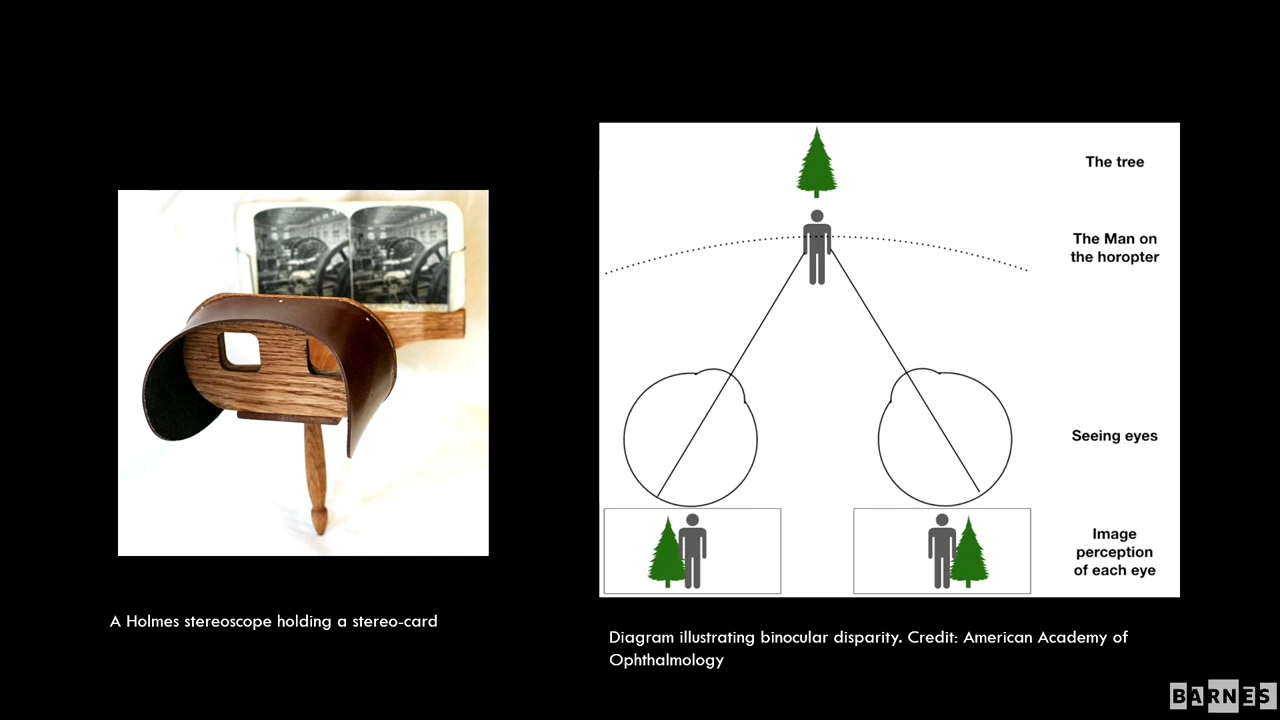 The tree
The Man on
the horopter
Seeing eyes
Image
perception
of each eye
A Holmes stereoscope holding a stereo-card
Diagram illustrating binocular disparity. Credit: American Academy of
Ophthalmology
BARNES